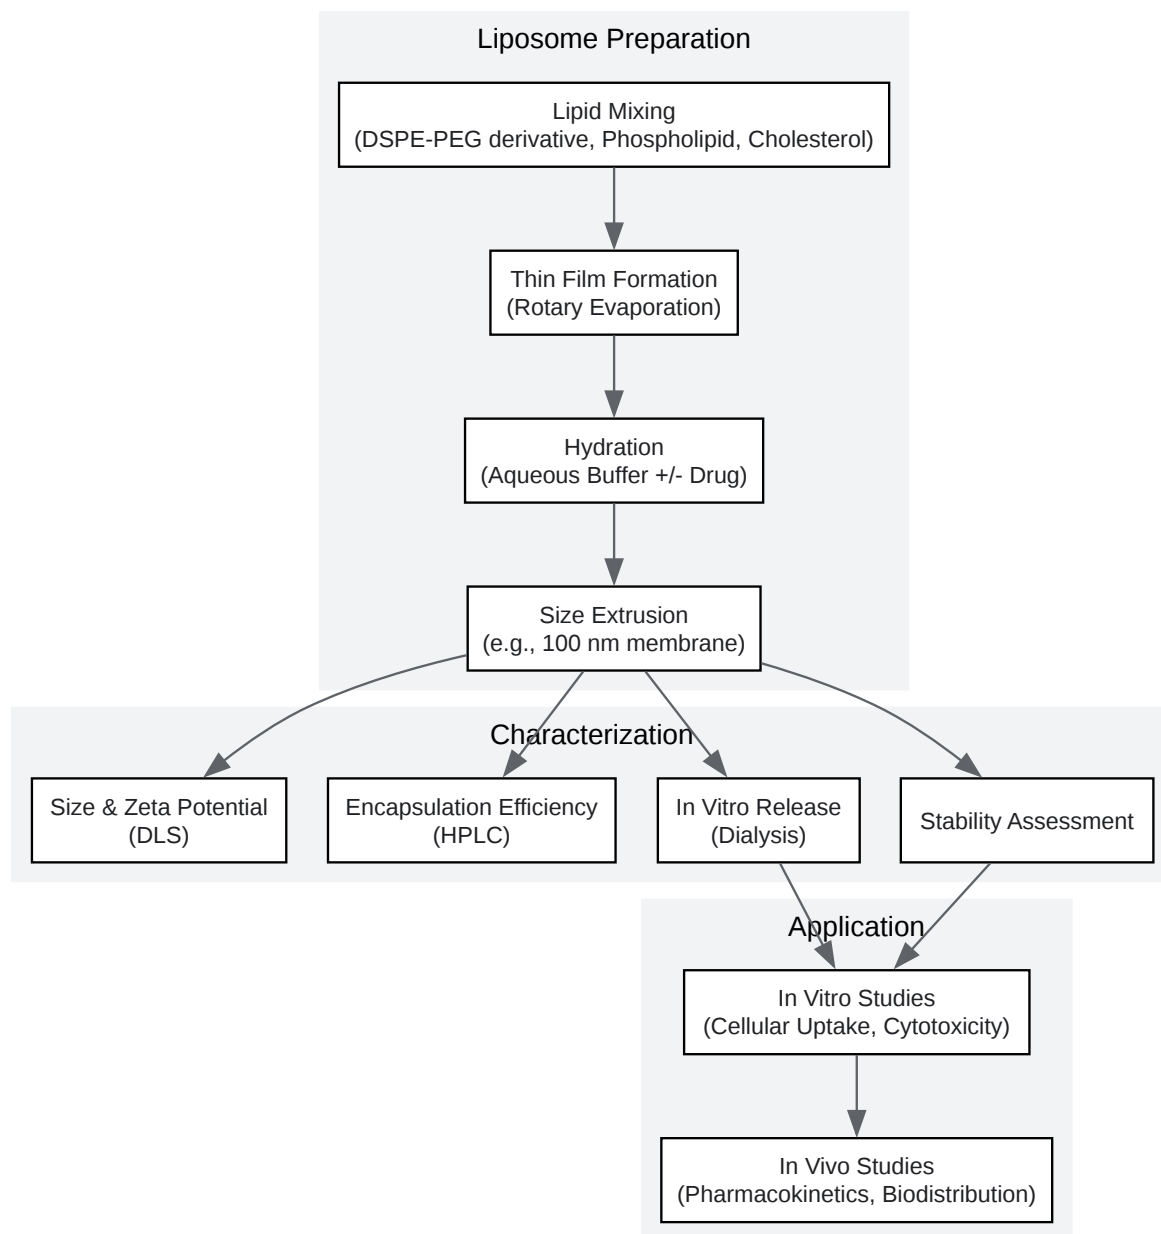 Liposome Preparation
Lipid Mixing
(DSPE-PEG derivative, Phospholipid, Cholesterol)
Thin Film Formation
(Rotary Evaporation)
Hydration
(Aqueous Buffer +/- Drug)
Size Extrusion
(e.g., 100 nm membrane)
Characterization
Size & Zeta Potential
(DLS)
Encapsulation Efficiency
(HPLC)
In Vitro Release
(Dialysis)
Stability Assessment
Application
In Vitro Studies
(Cellular Uptake, Cytotoxicity)
In Vivo Studies
(Pharmacokinetics, Biodistribution)